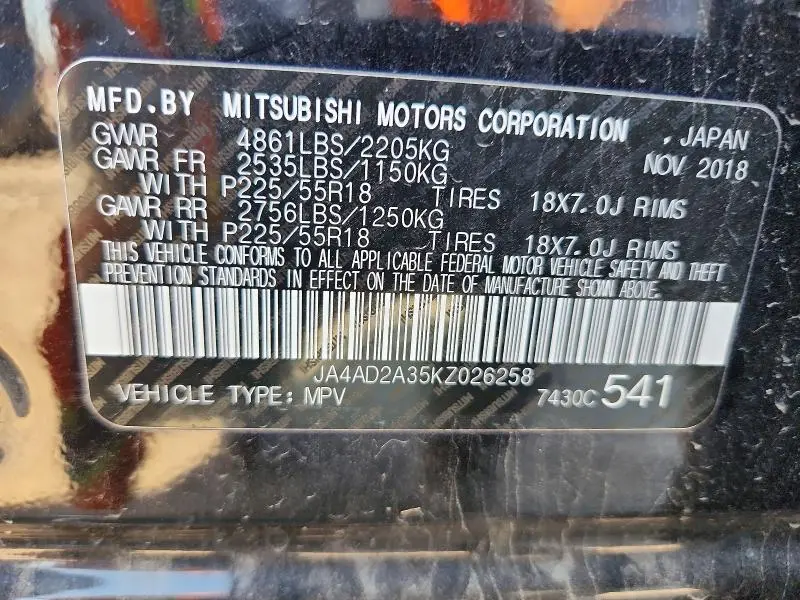 MFD.BY MITSUBISHI MOTORS CORPORATION , JAPAN
GVWR 4861LBS/2205KG NOV 2018
GAWR FR 2535LBS/1150KG
WITH P225/55R18 TIRES 18X7.0J RIMS
GAWR RR 2756LBS/1250KG
WITH P225/55R18 TIRES 18X7.0J RIMS
THIS VEHICLE CONFORMS TO ALL APPLICABLE FEDERAL MOTOR VEHICLE SAFETY AND THEFT
PREVENTION STANDARDS IN EFFECT ON THE DATE OF MANUFACTURE SHOWN ABOVE.
JA4AD2A35KZ026258
VEHICLE TYPE: MPV 7430C 541